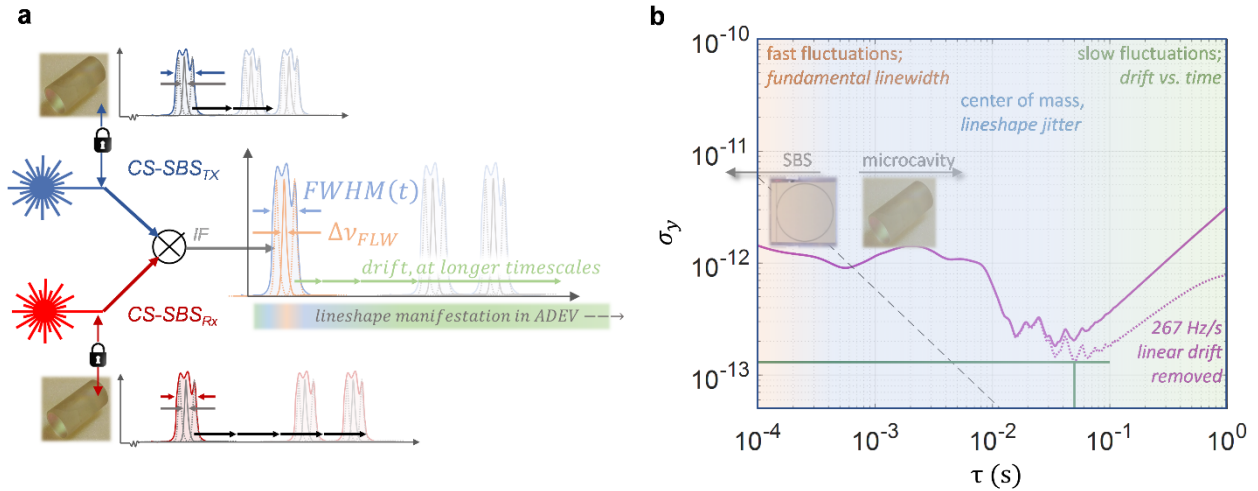 a
CS-SBS_TX
IF
CS-SBS_Rx
FWHM(t)
Δν_FLW
drift, at longer timescales
lineshape manifestation in ADEV
b
10^-10
10^-11
10^-12
10^-13
σ_y
fast fluctuations;
fundamental linewidth
center of mass,
lineshape jitter
slow fluctuations;
drift vs. time
SBS
microcavity
267 Hz/s
linear drift
removed
10^-4
10^-3
10^-2
10^-1
10^0
τ (s)